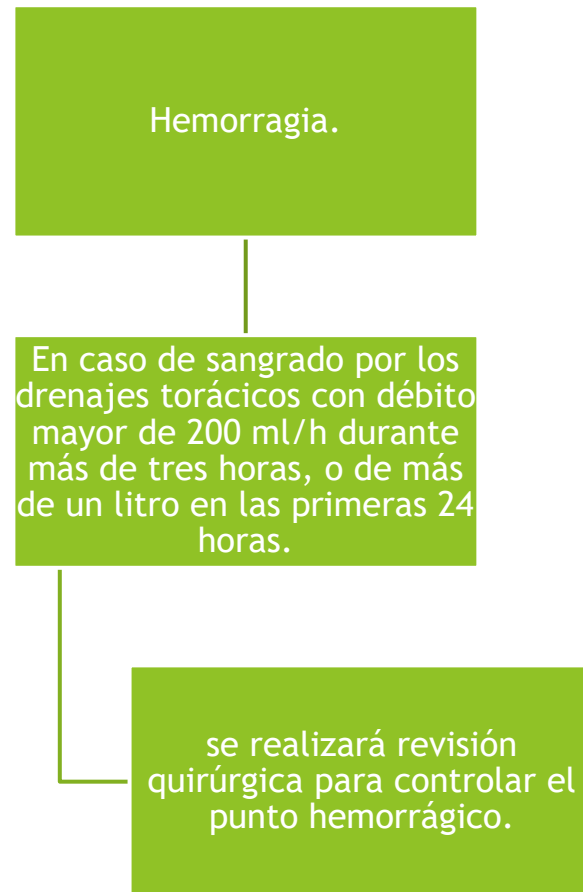 Hemorragia.
En caso de sangrado por los
drenajes torácicos con débito
mayor de 200 ml/h durante
más de tres horas, o de más
de un litro en las primeras 24
horas.
se realizará revisión
quirúrgica para controlar el
punto hemorrágico.